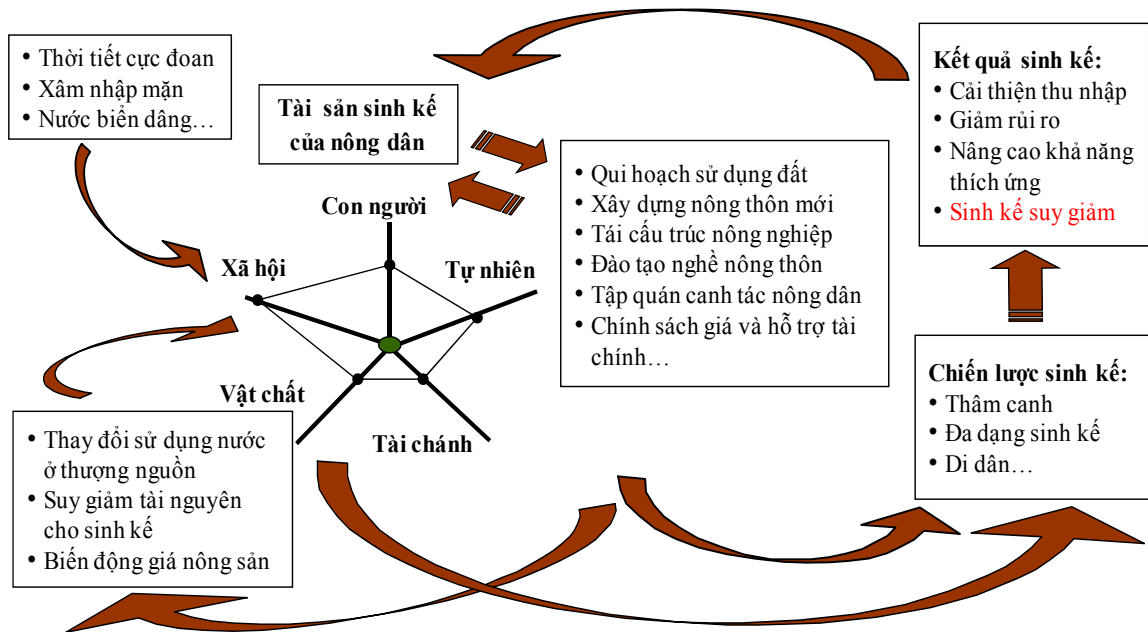 • Thời tiết cực đoan
• Xâm nhập mặn
• Nước biển dâng…
Tài sản sinh kế
của nông dân
Con người
Xã hội
Tự nhiên
Vật chất
Tài chánh
• Thay đổi sử dụng nước
ở thượng nguồn
• Suy giảm tài nguyên
cho sinh kế
• Biến động giá nông sản
• Qui hoạch sử dụng đất
• Xây dựng nông thôn mới
• Tái cấu trúc nông nghiệp
• Đào tạo nghề nông thôn
• Tập quán canh tác nông dân
• Chính sách giá và hỗ trợ tài
chính…
Kết quả sinh kế:
• Cải thiện thu nhập
• Giảm rủi ro
• Nâng cao khả năng
thích ứng
• Sinh kế suy giảm
Chiến lược sinh kế:
• Thâm canh
• Đa dạng sinh kế
• Di dân…